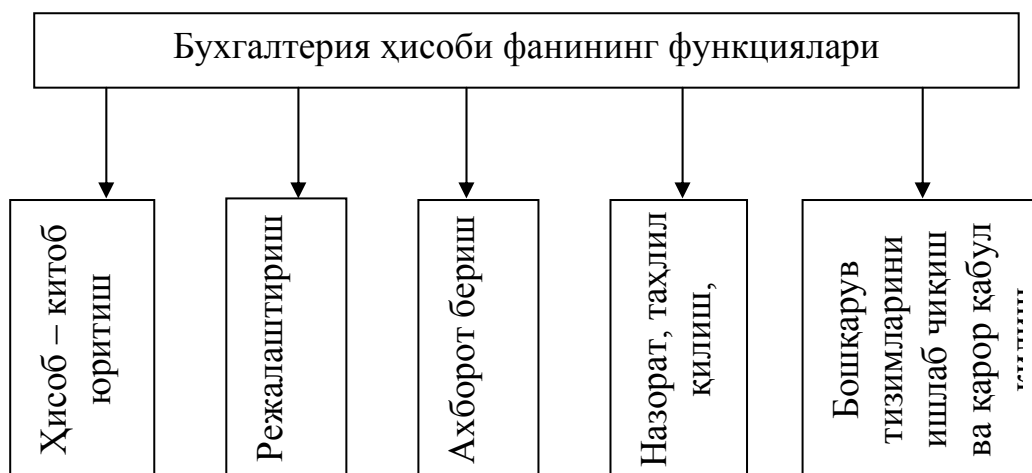 Бухгалтерия ҳисоби фанининг функциялари
Ҳисоб – китоб
юритиш
Режалаштириш
Ахборот бериш
Назорат, таҳлил
қилиш,
Бошқарув
тизимларини
ишлаб чиқиш
ва қарор қабул